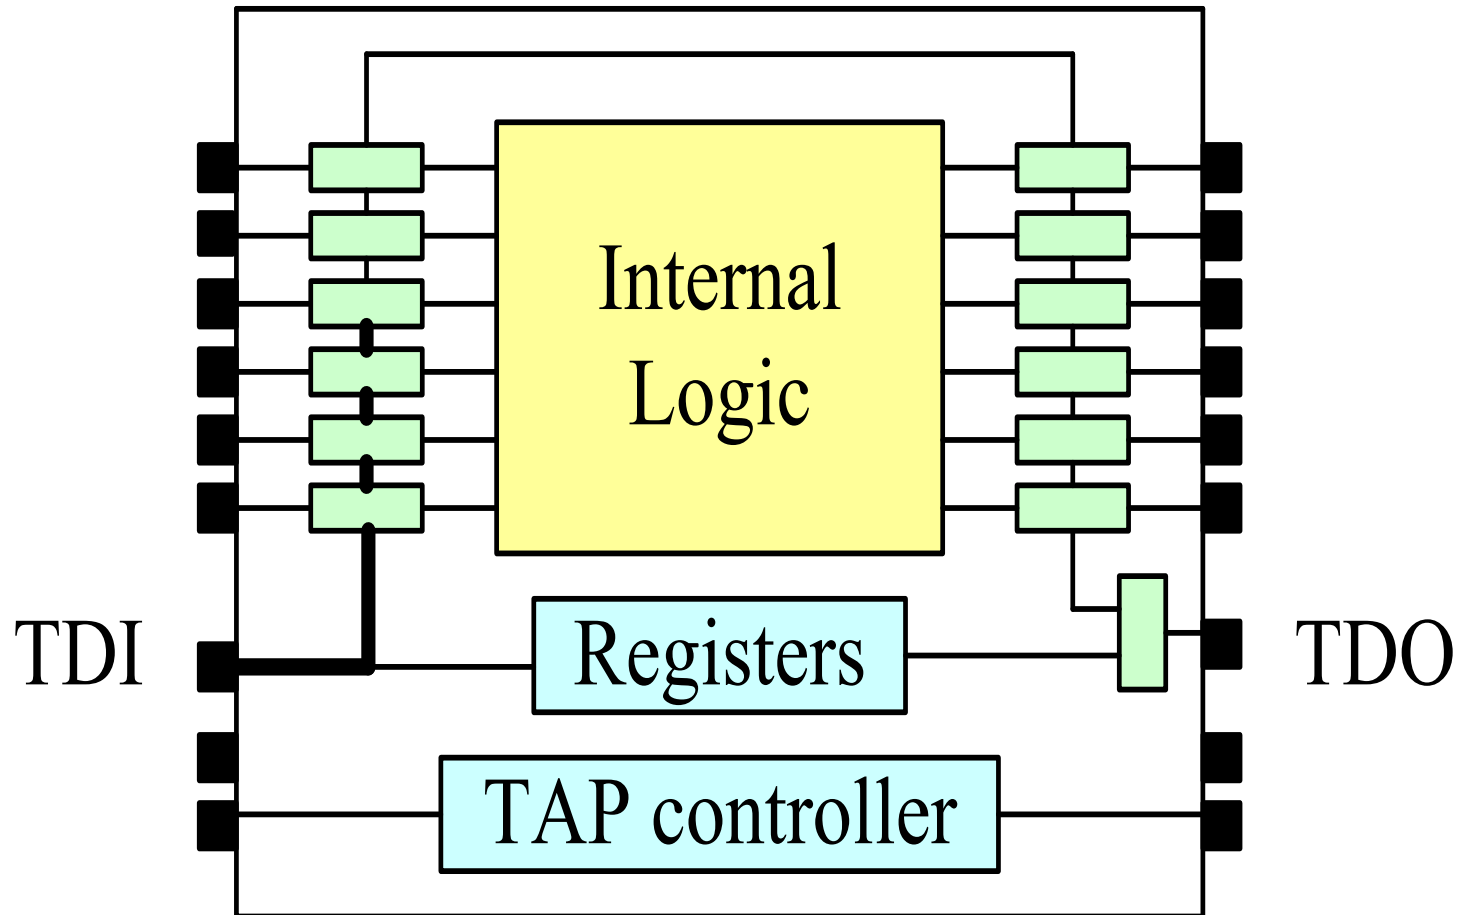 Internal
Logic
TDI
Registers
TDO
TAP controller